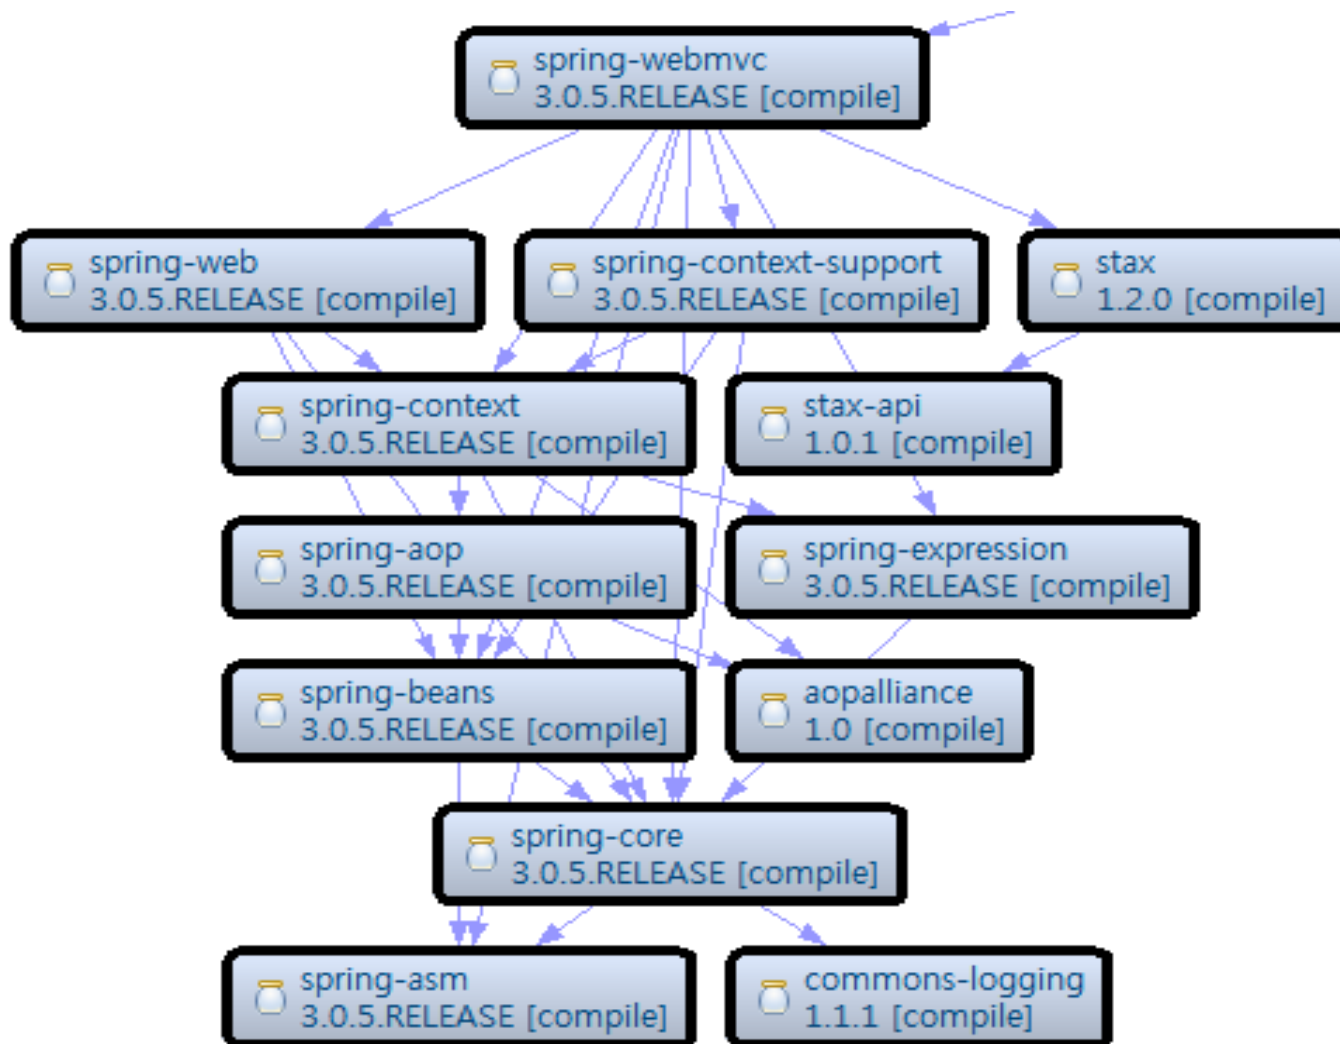 spring-webmvc
3.0.5.RELEASE [compile]
spring-web
3.0.5.RELEASE [compile]
spring-context-support
3.0.5.RELEASE [compile]
stax
1.2.0 [compile]
spring-context
3.0.5.RELEASE [compile]
stax-api
1.0.1 [compile]
spring-aop
3.0.5.RELEASE [compile]
spring-expression
3.0.5.RELEASE [compile]
spring-beans
3.0.5.RELEASE [compile]
aopalliance
1.0 [compile]
spring-core
3.0.5.RELEASE [compile]
spring-asm
3.0.5.RELEASE [compile]
commons-logging
1.1.1 [compile]